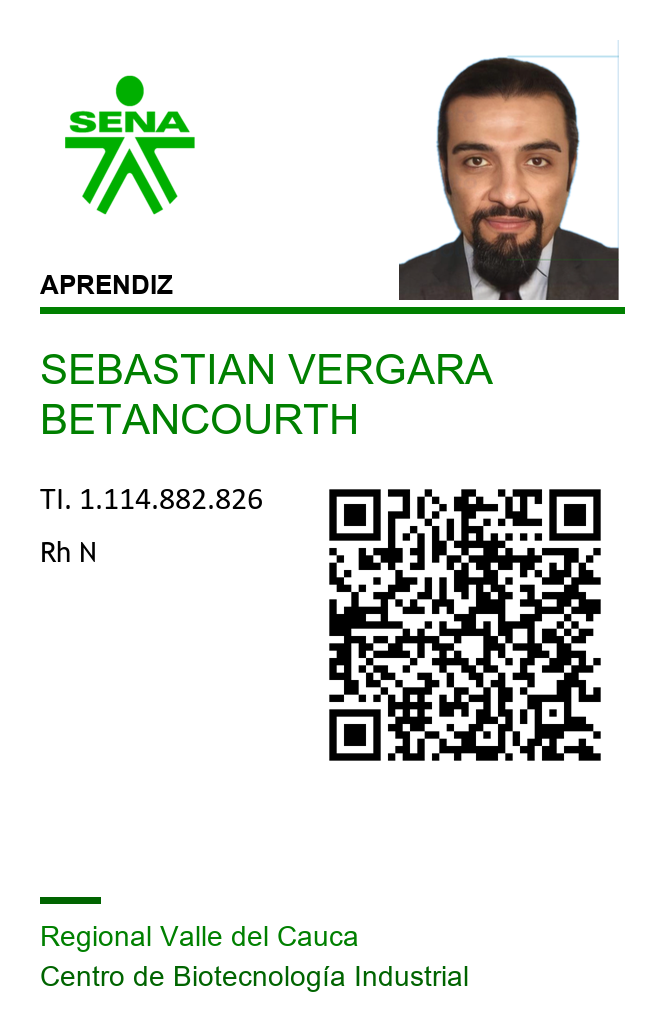 SENA
APRENDIZ
SEBASTIAN VERGARA
BETANCOURTH
TI. 1.114.882.826
Rh N
Regional Valle del Cauca
Centro de Biotecnología Industrial